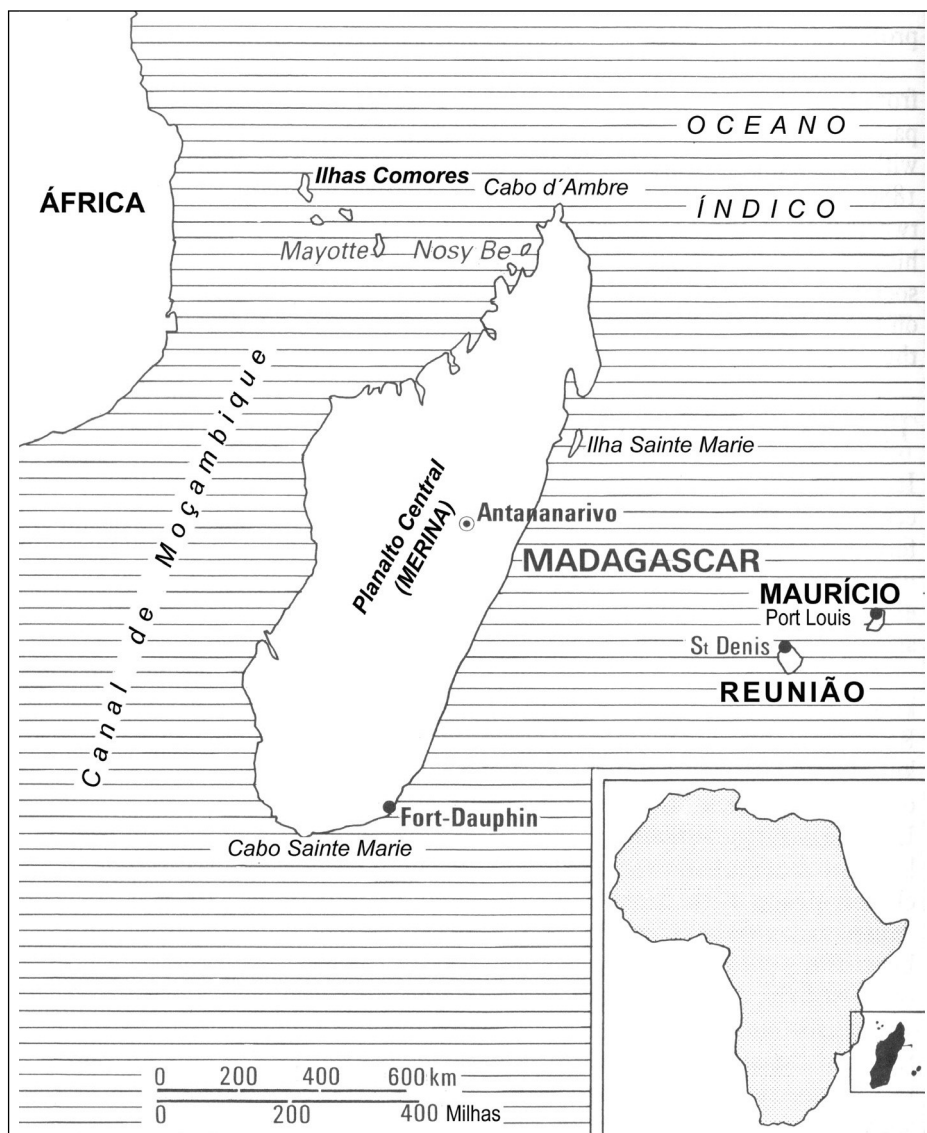 OCEANO
Ilhas Comores
Cabo d´Ambre
ÁFRICA
ÍNDICO
Mayotte
Nosy Be
Canal de Moçambique
Ilha Sainte Marie
Planalto Central
(MERINA)
Antananarivo
MADAGASCAR
MAURÍCIO
Port Louis
St Denis
REUNIÃO
Fort-Dauphin
Cabo Sainte Marie
0 200 400 600 km
0 200 400 Milhas